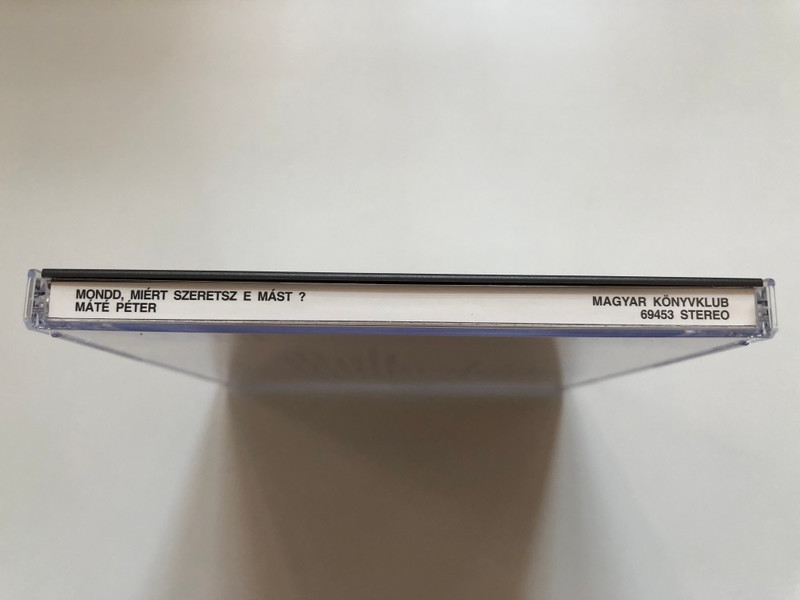 MONDD, MIÉRT SZERETSZ E MÁST ?
MÁTÉ PÉTER
MAGYAR KÖNYVKLUB
69453 STEREO